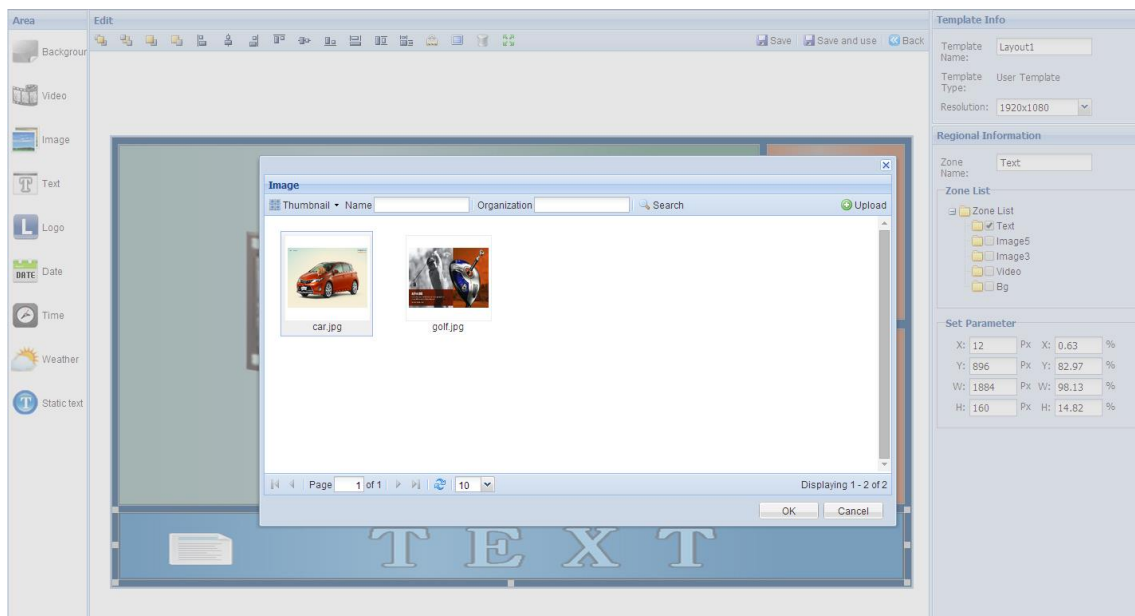 Area
Edit
Template Info
Backgrour
Save
Save and use
Back
Template Name:
Layout1
Template Type:
User Template
Resolution:
1920x1080
Video
Image
Text
Logo
DATE
Date
Time
Weather
T
Static text
Regional Information
Zone Name:
Text
Zone List
Zone List
Text
Image5
Image3
Video
Bg
Set Parameter
X: 12 Px X: 0.63 %
Y: 896 Px Y: 82.97 %
W: 1884 Px W: 98.13 %
H: 160 Px H: 14.82 %
Image
Thumbnail Name Organization Search Upload
car.jpg
golf.jpg
Page 1 of 1 10 Displaying 1 - 2 of 2
OK Cancel
TEXT